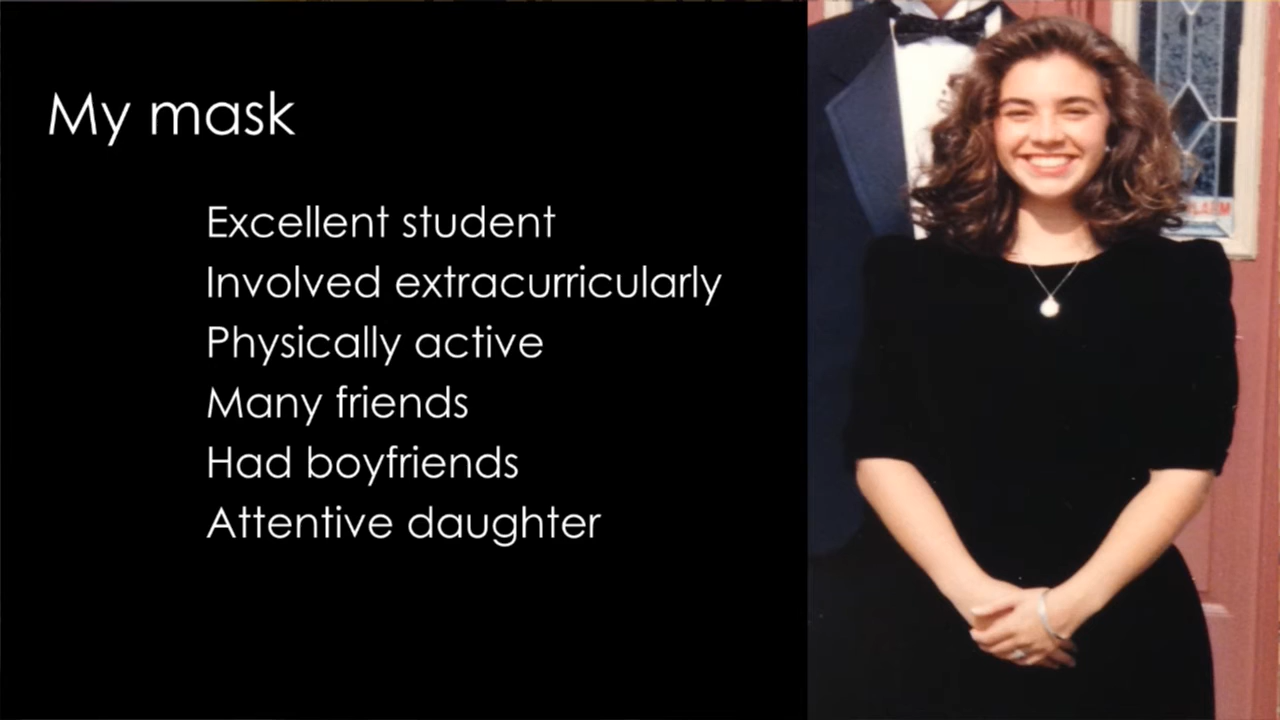 My mask
Excellent student
Involved extracurricularly
Physically active
Many friends
Had boyfriends
Attentive daughter